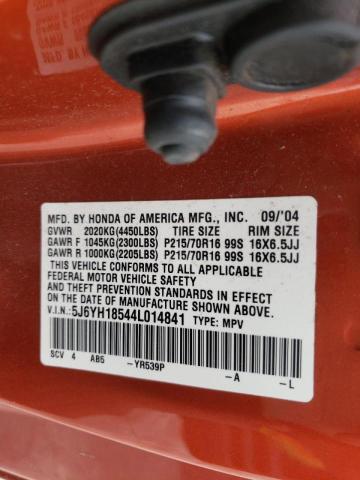 MFD. BY HONDA OF AMERICA MFG., INC. 09/'04
GVWR 2020KG(4450LBS) TIRE SIZE RIM SIZE
GAWR F 1045KG(2300LBS) P215/70R16 99S 16X6.5JJ
GAWR R 1000KG(2205LBS) P215/70R16 99S 16X6.5JJ
THIS VEHICLE CONFORMS TO ALL APPLICABLE
FEDERAL MOTOR VEHICLE SAFETY STANDARDS IN EFFECT
ON THE DATE OF MANUFACTURE SHOWN ABOVE.
V.I.N.: 5J6YH18544L014841 TYPE: MPV
SCV 4 AB5 -YR539P -A -L